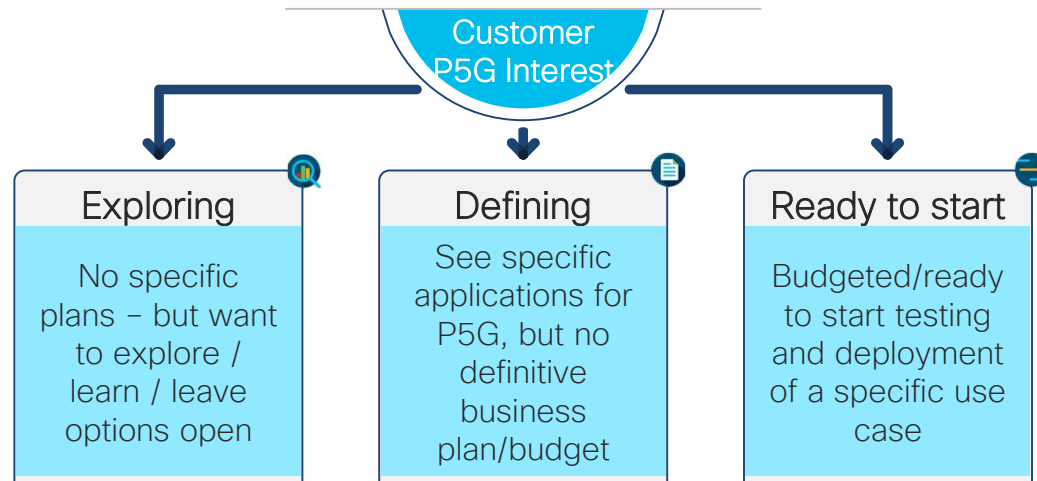 Customer
P5G Interest
Exploring
No specific
plans – but want
to explore /
learn / leave
options open
Defining
See specific
applications for
P5G, but no
definitive
business
plan/budget
Ready to start
Budgeted/ready
to start testing
and deployment
of a specific use
case